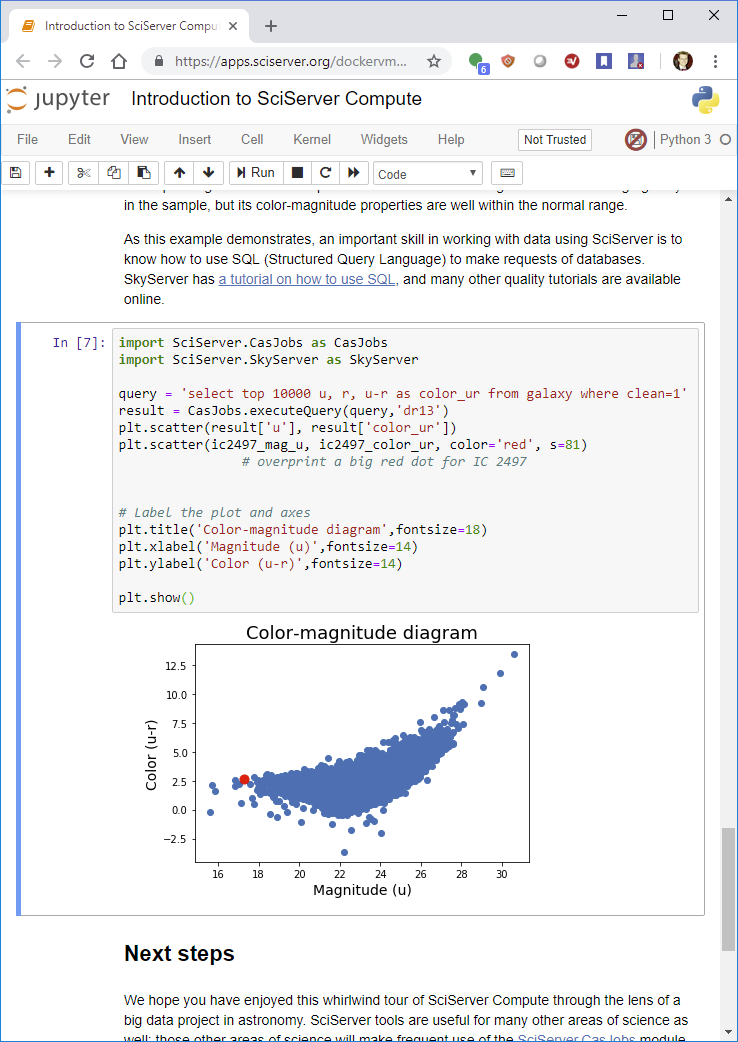 Introduction to SciServer Compu
https://apps.sciserver.org/dockervm...
6
jupyter Introduction to SciServer Compute
File Edit View Insert Cell Kernel Widgets Help Not Trusted Python 3
Run Code
in the sample, but its color-magnitude properties are well within the normal range.
As this example demonstrates, an important skill in working with data using SciServer is to
know how to use SQL (Structured Query Language) to make requests of databases.
SkyServer has a tutorial on how to use SQL, and many other quality tutorials are available
online.
In [7]:
import SciServer.CasJobs as CasJobs
import SciServer.SkyServer as SkyServer
query = 'select top 10000 u, r, u-r as color_ur from galaxy where clean=1'
result = CasJobs.executeQuery(query,'dr13')
plt.scatter(result['u'], result['color_ur'])
plt.scatter(ic2497_mag_u, ic2497_color_ur, color='red', s=81)
# overprint a big red dot for IC 2497
# Label the plot and axes
plt.title('Color-magnitude diagram',fontsize=18)
plt.xlabel('Magnitude (u)',fontsize=14)
plt.ylabel('Color (u-r)',fontsize=14)
plt.show()
Color-magnitude diagram
Color (u-r)
12.5
10.0
7.5
5.0
2.5
0.0
−2.5
16 18 20 22 24 26 28 30
Magnitude (u)
Next steps
We hope you have enjoyed this whirlwind tour of SciServer Compute through the lens of a
big data project in astronomy. SciServer tools are useful for many other areas of science as
well; those other areas of science will make frequent use of the SciServer.CasJobs module